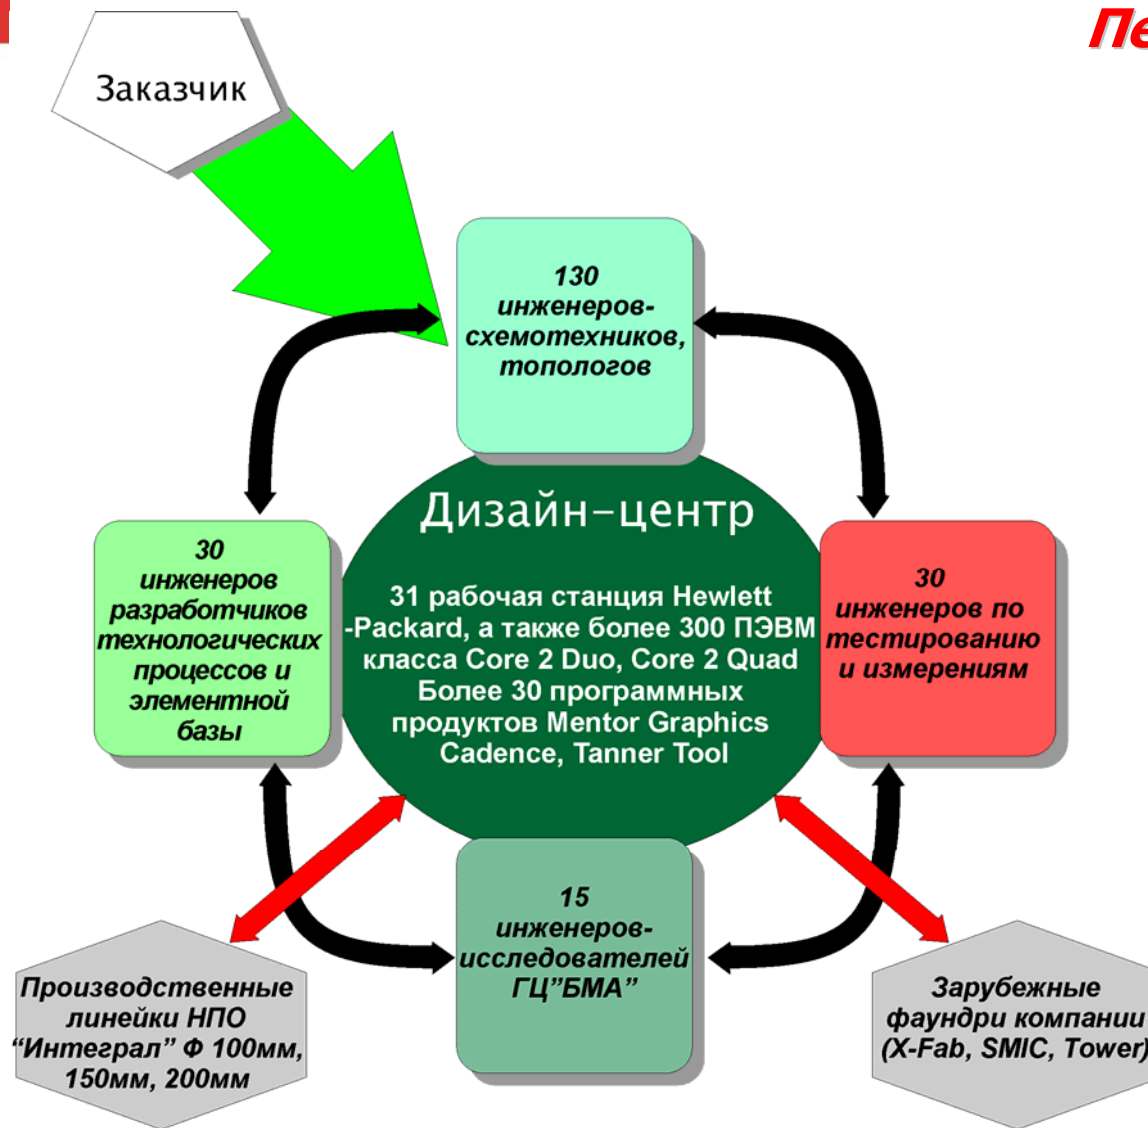 Пе
Заказчик
130
инженеров-
схемотехников,
топологов
Дизайн-центр
31 рабочая станция Hewlett
-Packard, а также более 300 ПЭВМ
класса Core 2 Duo, Core 2 Quad
Более 30 программных
продуктов Mentor Graphics
Cadence, Tanner Tool
30
инженеров
разработчиков
технологических
процессов и
элементной
базы
30
инженеров по
тестированию
и измерениям
15
инженеров-
исследователей
ГЦ"БМА"
Производственные
линейки НПО
"Интеграл" Ф 100мм,
150мм, 200мм
Зарубежные
фаундри компании
(X-Fab, SMIC, Tower)